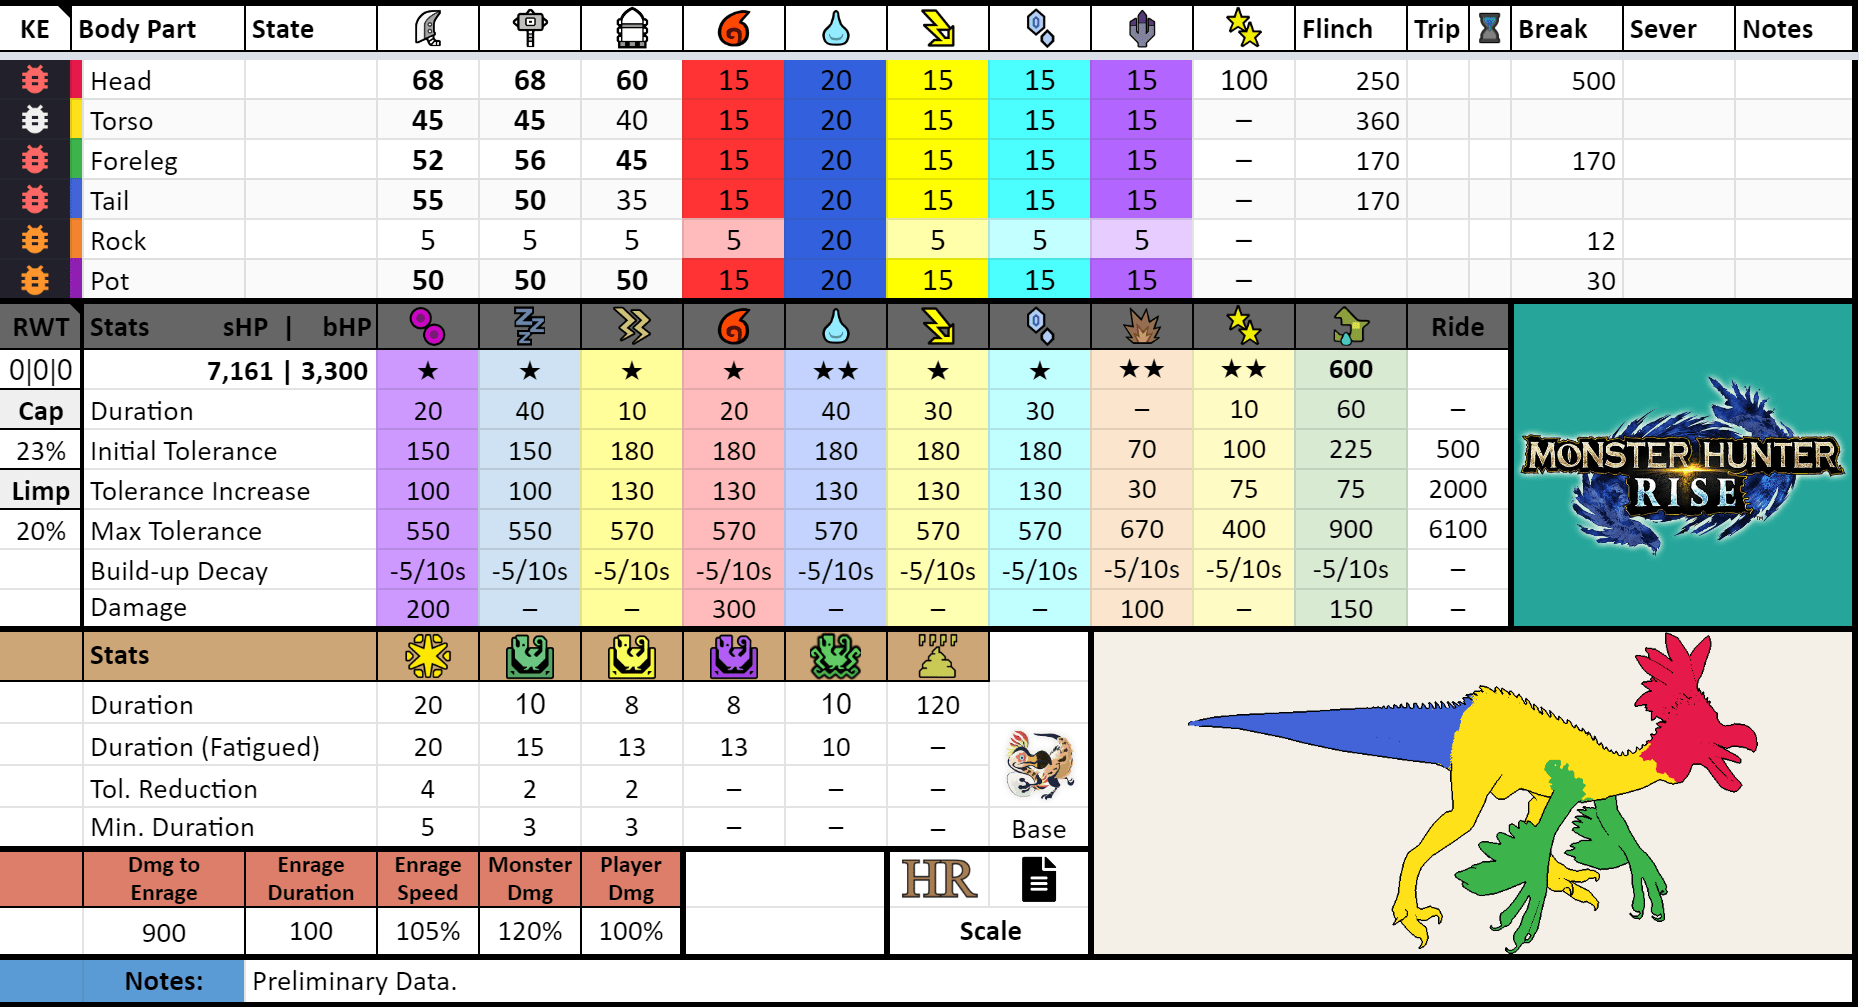 KE Body Part State Flinch Trip Break Sever Notes
Head 68 68 60 15 20 15 15 15 100 250 500
Torso 45 45 40 15 20 15 15 15 – 360
Foreleg 52 56 45 15 20 15 15 15 – 170 170
Tail 55 50 35 15 20 15 15 15 – 170
Rock 5 5 5 5 20 5 5 5 – 12
Pot 50 50 50 15 20 15 15 15 – 30
RWT Stats sHP | bHP Ride
0|0|0 7,161 | 3,300 ★ ★ ★ ★ ★★ ★ ★ ★★ ★★ 600
Cap Duration 20 40 10 20 40 30 30 – 10 60 –
23% Initial Tolerance 150 150 180 180 180 180 180 70 100 225 500
Limp Tolerance Increase 100 100 130 130 130 130 130 30 75 75 2000
20% Max Tolerance 550 550 570 570 570 570 570 670 400 900 6100
Build-up Decay -5/10s -5/10s -5/10s -5/10s -5/10s -5/10s -5/10s -5/10s -5/10s -5/10s –
Damage 200 – – 300 – – – 100 – 150 –
MONSTER HUNTER
RISE
Stats
Duration 20 10 8 8 10 120
Duration (Fatigued) 20 15 13 13 10 –
Tol. Reduction 4 2 2 – – –
Min. Duration 5 3 3 – – – Base
Dmg to Enrage Enrage Duration Enrage Speed Monster Dmg Player Dmg HR
900 100 105% 120% 100% Scale
Notes: Preliminary Data.